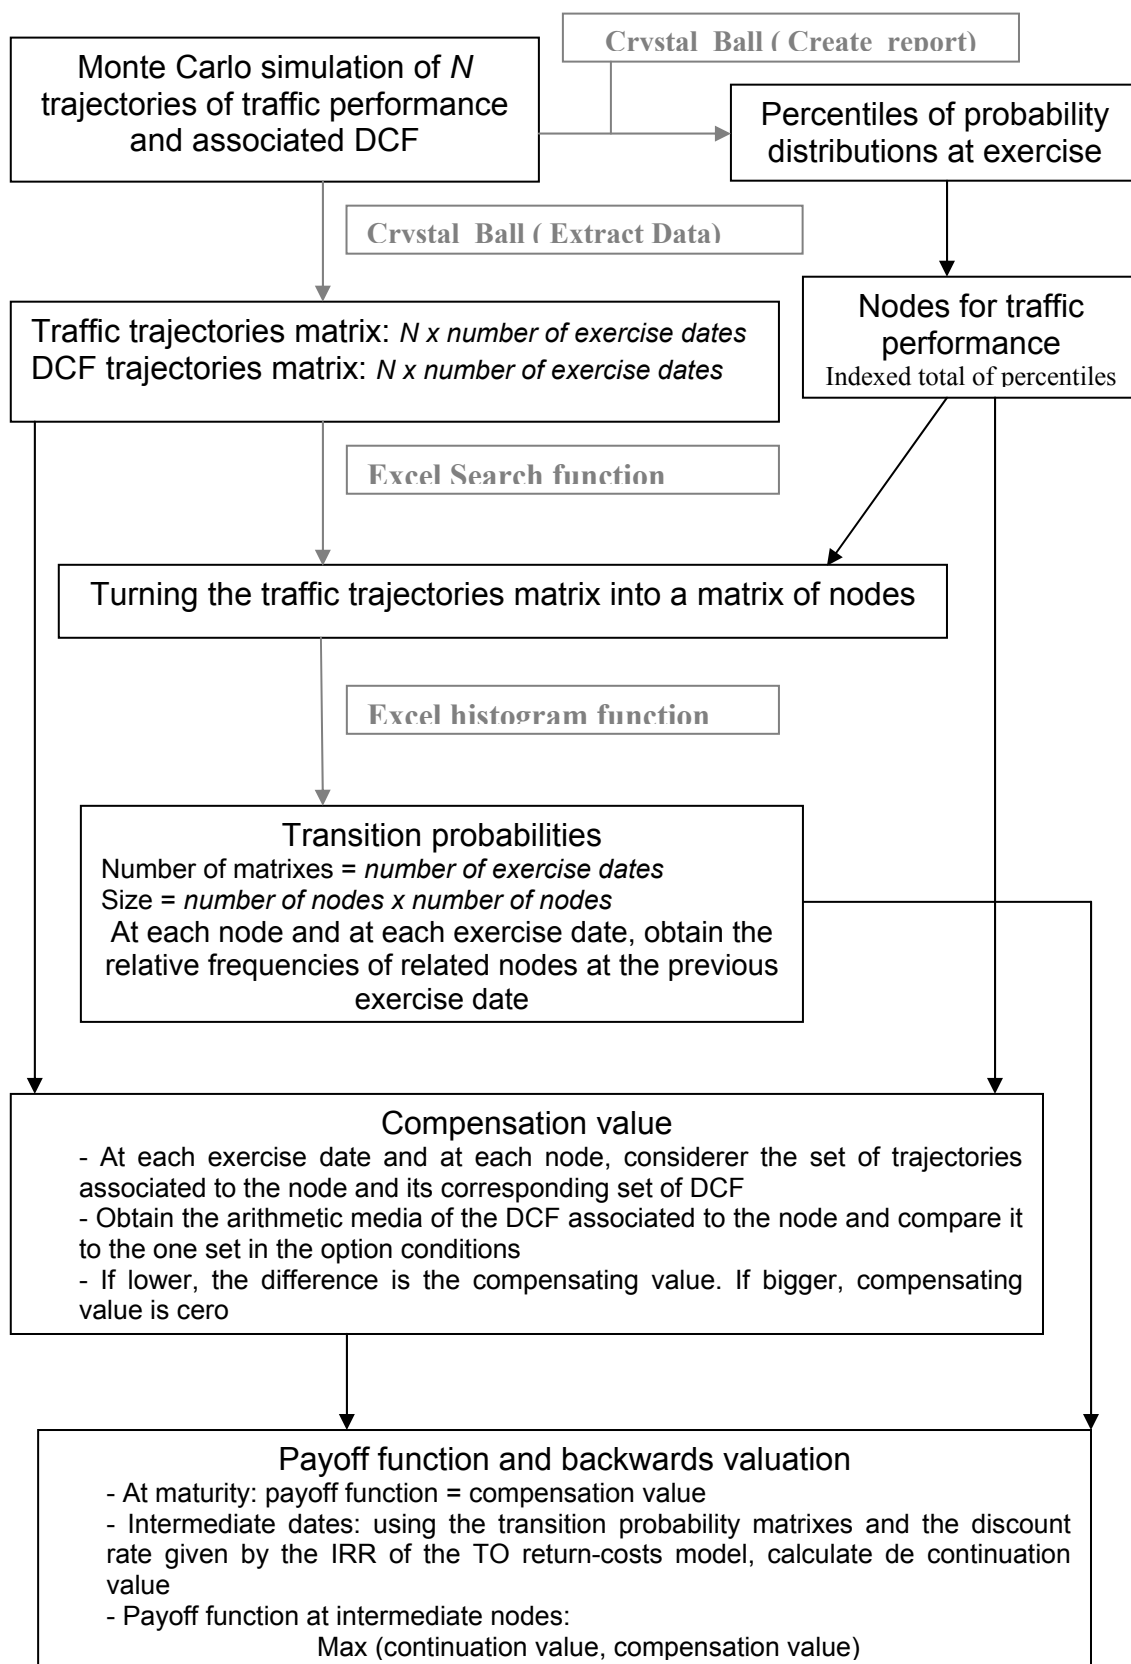 Crystal Ball ( Create report)
Monte Carlo simulation of N
trajectories of traffic performance
and associated DCF
Percentiles of probability
distributions at exercise
Crystal Ball ( Extract Data)
Nodes for traffic
performance
Indexed total of percentiles
Traffic trajectories matrix: N x number of exercise dates
DCF trajectories matrix: N x number of exercise dates
Excel Search function
Turning the traffic trajectories matrix into a matrix of nodes
Excel histogram function
Transition probabilities
Number of matrixes = number of exercise dates
Size = number of nodes x number of nodes
At each node and at each exercise date, obtain the
relative frequencies of related nodes at the previous
exercise date
Compensation value
- At each exercise date and at each node, considerer the set of trajectories
associated to the node and its corresponding set of DCF
- Obtain the arithmetic media of the DCF associated to the node and compare it
to the one set in the option conditions
- If lower, the difference is the compensating value. If bigger, compensating
value is cero
Payoff function and backwards valuation
- At maturity: payoff function = compensation value
- Intermediate dates: using the transition probability matrixes and the discount
rate given by the IRR of the TO return-costs model, calculate de continuation
value
- Payoff function at intermediate nodes:
Max (continuation value, compensation value)